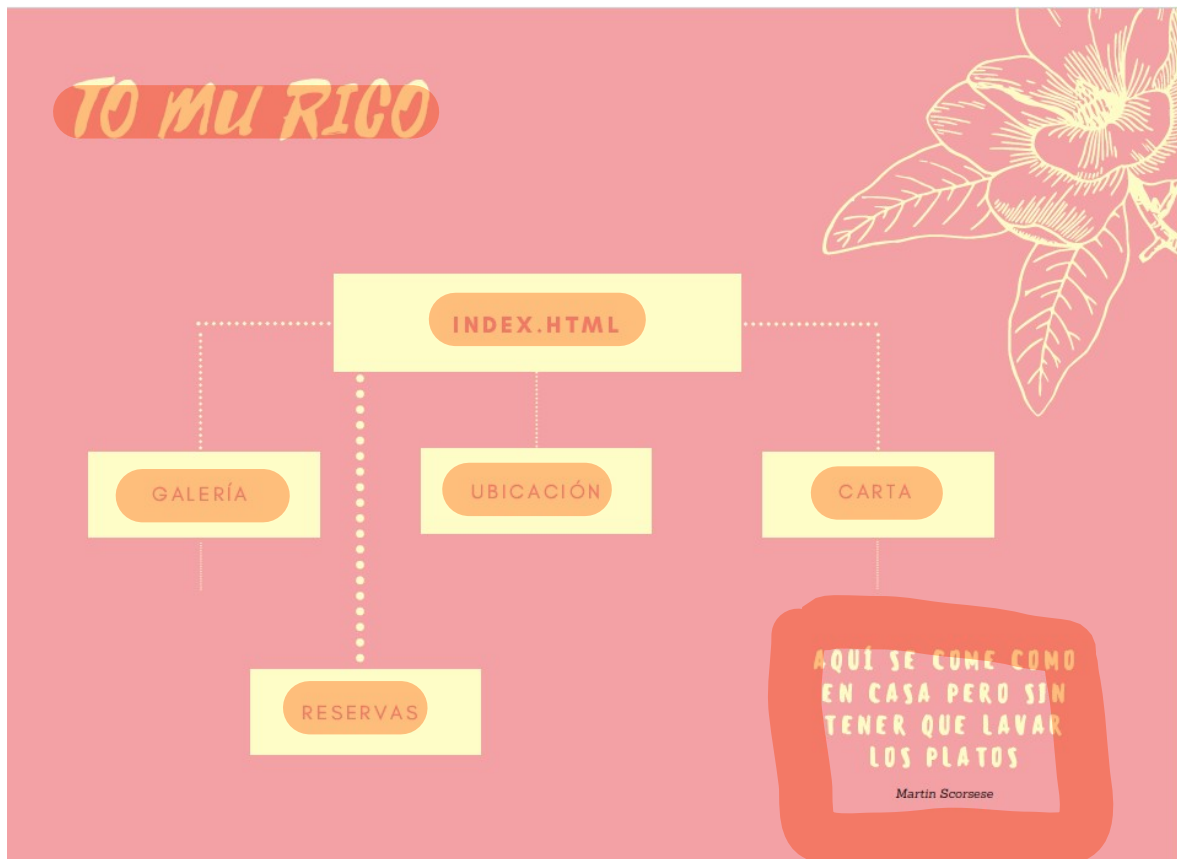 TO MU RICO
INDEX.HTML
GALERÍA
UBICACIÓN
CARTA
RESERVAS
AQUÍ SE COME COMO
EN CASA PERO SIN
TENER QUE LAVAR
LOS PLATOS
Martin Scorsese